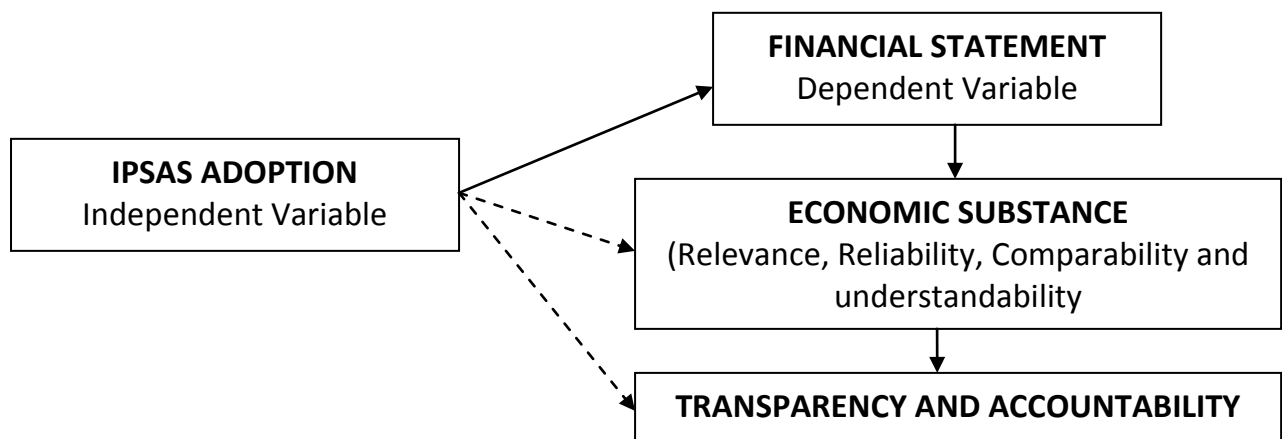 FINANCIAL STATEMENT
Dependent Variable
IPSAS ADOPTION
Independent Variable
ECONOMIC SUBSTANCE
(Relevance, Reliability, Comparability and
understandability
TRANSPARENCY AND ACCOUNTABILITY